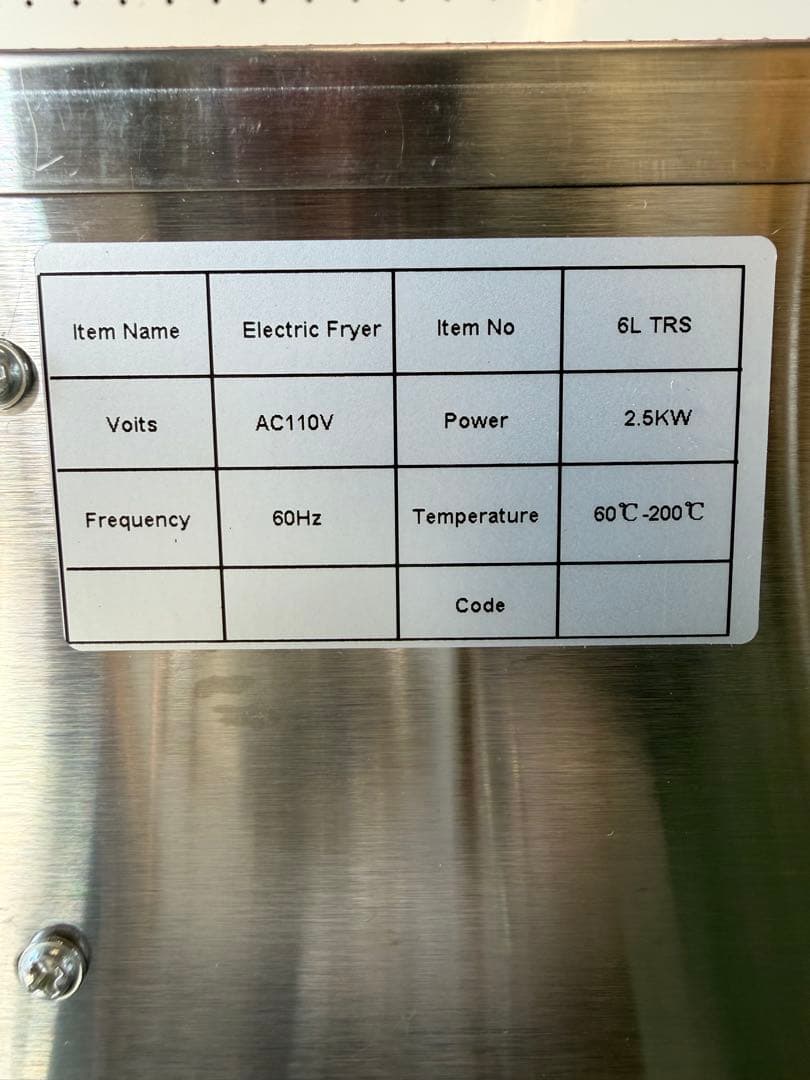 Item Name Electric Fryer Item No 6L TRS
Voits AC110V Power 2.5KW
Frequency 60Hz Temperature 60℃-200℃
Code